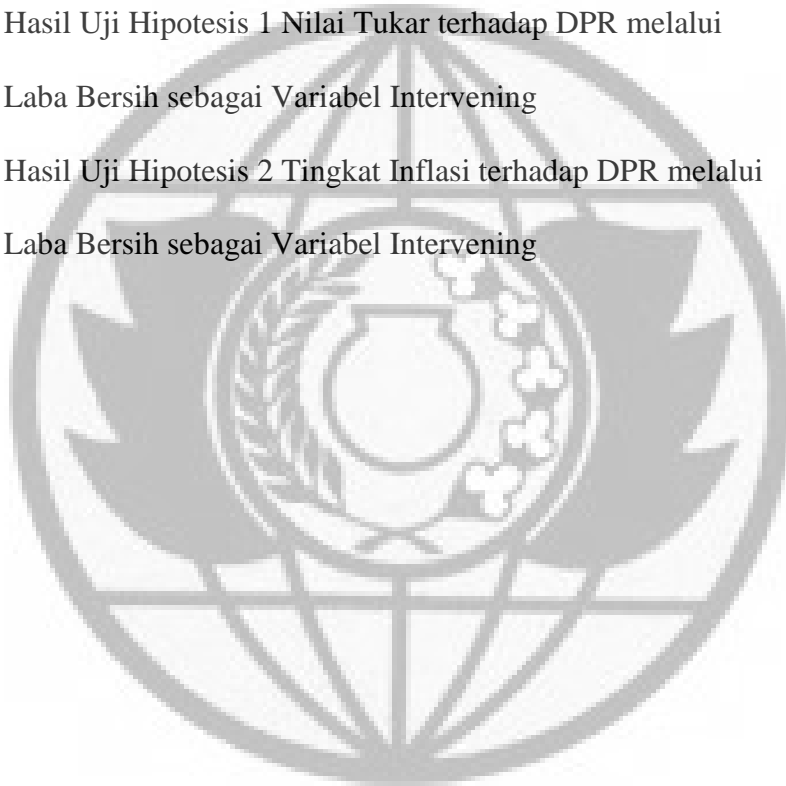 Hasil Uji Hipotesis 1 Nilai Tukar terhadap DPR melalui
Laba Bersih sebagai Variabel Intervening
Hasil Uji Hipotesis 2 Tingkat Inflasi terhadap DPR melalui
Laba Bersih sebagai Variabel Intervening